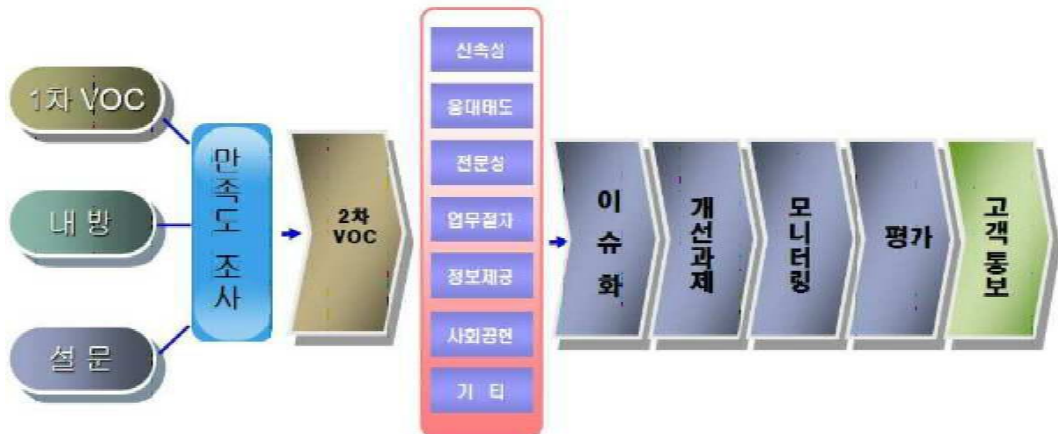 1차 VOC
내 방
설 문
만족도 조사
2차
VOC
신속성
응대태도
전문성
업무절차
정보제공
사회공헌
기 타
이슈화
개선과제
모니터링
평가
고객통보